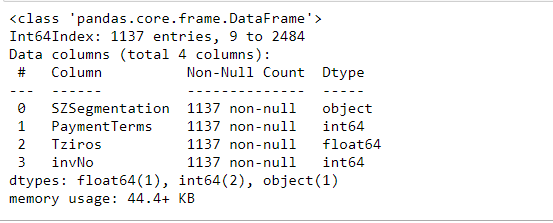 <class 'pandas.core.frame.DataFrame'>
Int64Index: 1137 entries, 9 to 2484
Data columns (total 4 columns):
 #   Column          Non-Null Count  Dtype
---  ------          --------------  -----
 0   SZSegmentation  1137 non-null   object
 1   PaymentTerms    1137 non-null   int64
 2   Tziros          1137 non-null   float64
 3   invNo           1137 non-null   int64
dtypes: float64(1), int64(2), object(1)
memory usage: 44.4+ KB